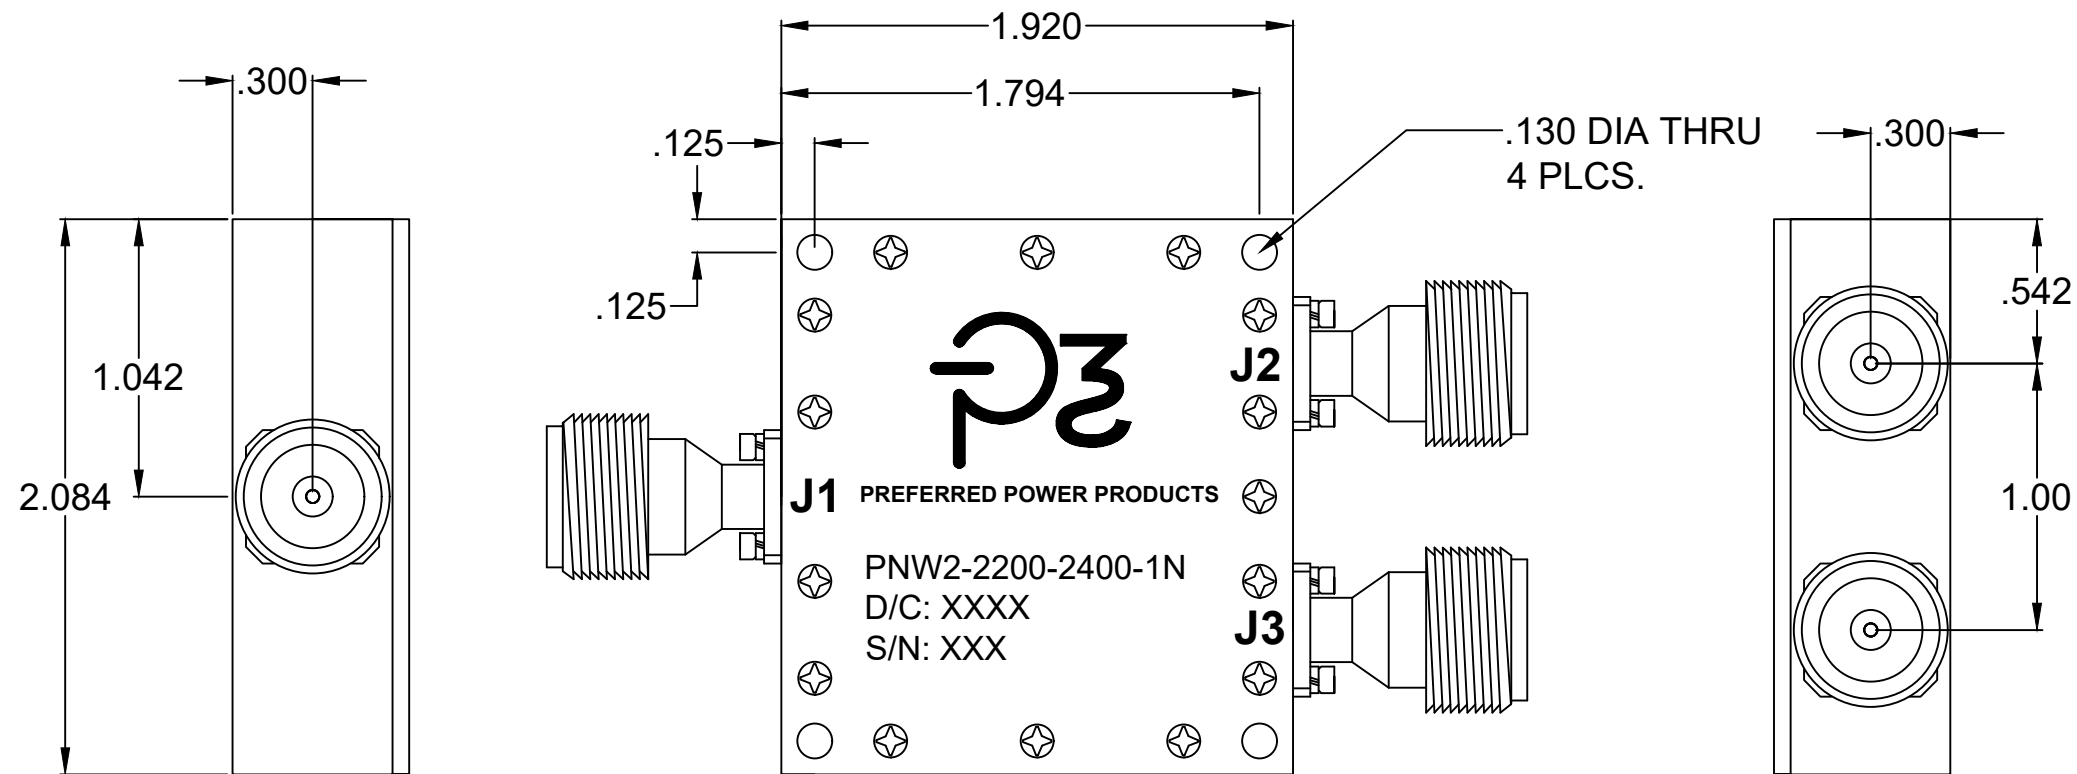 1.920
.300
1.794
.125
.130 DIA THRU
4 PLCS.
.300
.125
.542
1.042
J2
2.084
J1
PREFERRED POWER PRODUCTS
1.00
PNW2-2200-2400-1N
D/C: XXXX
S/N: XXX
J3
P3